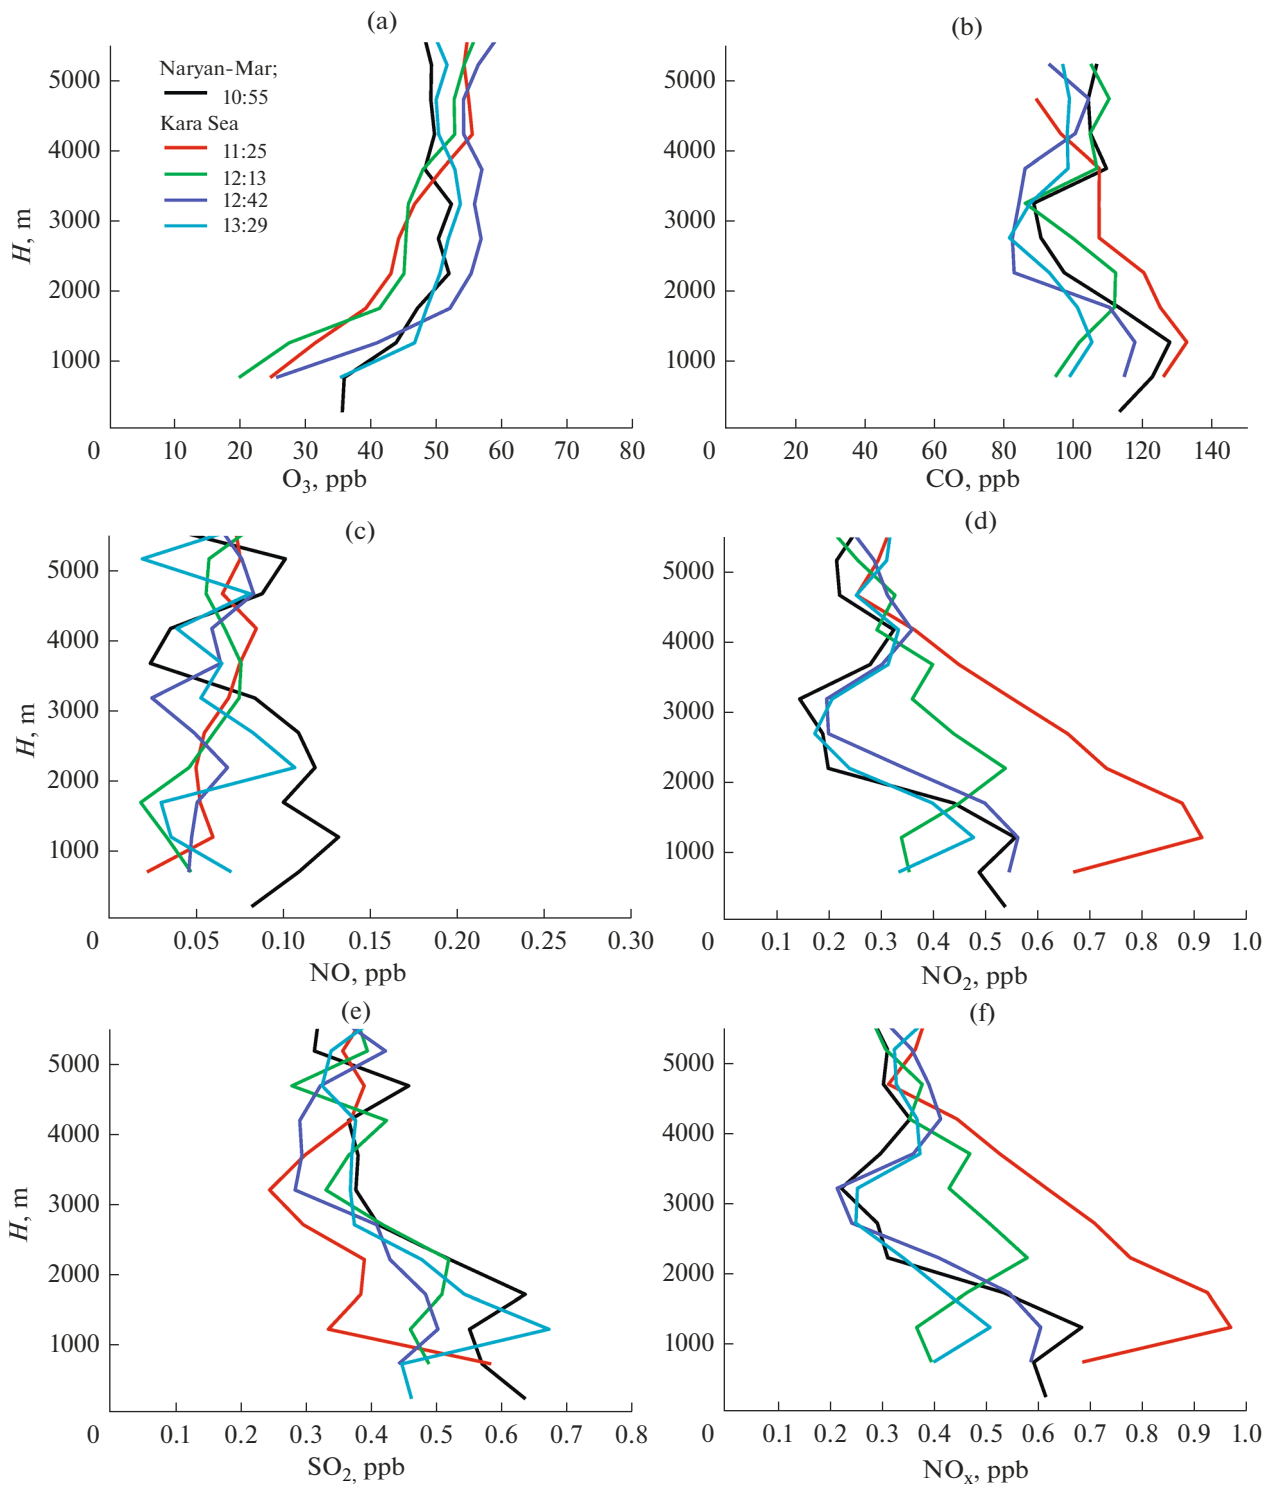 (a)
Naryan-Mar;
10:55
Kara Sea
11:25
12:13
12:42
13:29
5000
4000
3000
2000
1000
H, m
0 10 20 30 40 50 60 70 80
O3, ppb
(b)
5000
4000
3000
2000
1000
0 20 40 60 80 100 120 140
CO, ppb
(c)
5000
4000
3000
2000
1000
H, m
0 0.05 0.10 0.15 0.20 0.25 0.30
NO, ppb
(d)
5000
4000
3000
2000
1000
0 0.1 0.2 0.3 0.4 0.5 0.6 0.7 0.8 0.9 1.0
NO2, ppb
(e)
5000
4000
3000
2000
1000
H, m
0 0.1 0.2 0.3 0.4 0.5 0.6 0.7 0.8
SO2, ppb
(f)
5000
4000
3000
2000
1000
0 0.1 0.2 0.3 0.4 0.5 0.6 0.7 0.8 0.9 1.0
NOx, ppb